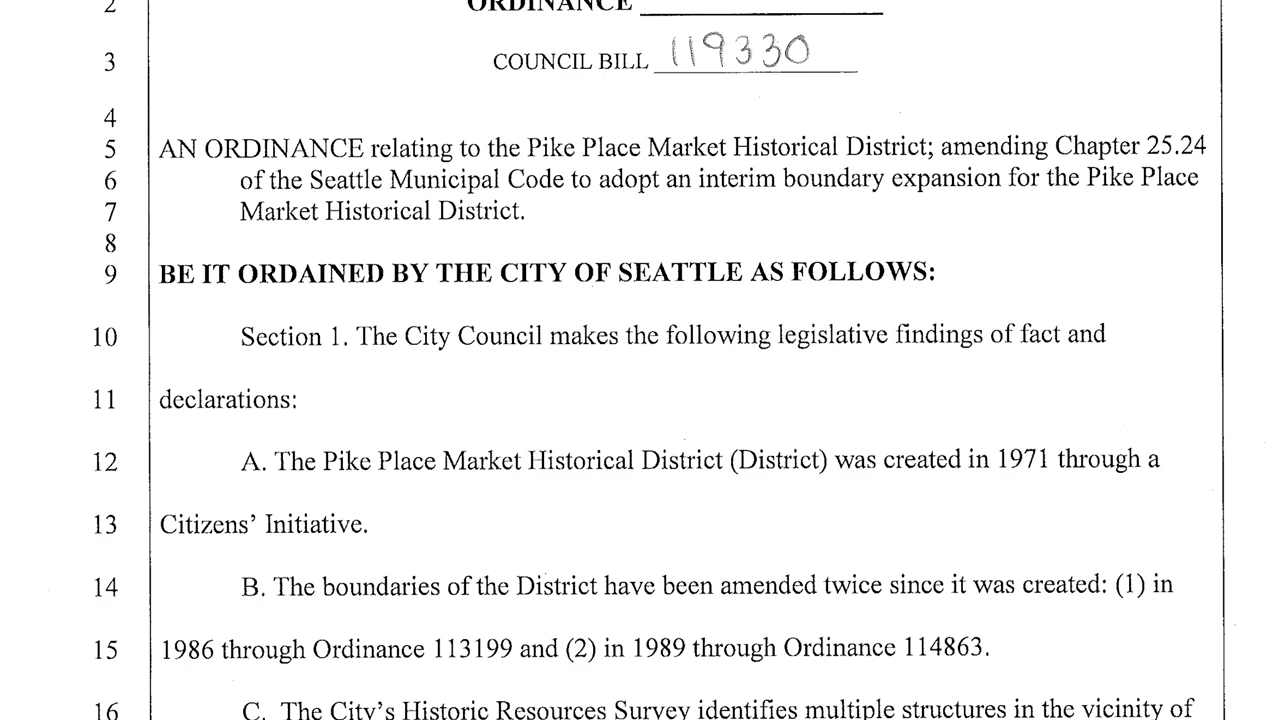 2 ORDINANCE
3 COUNCIL BILL 119330
4
5 AN ORDINANCE relating to the Pike Place Market Historical District; amending Chapter 25.24
6 of the Seattle Municipal Code to adopt an interim boundary expansion for the Pike Place
7 Market Historical District.
8
9 BE IT ORDAINED BY THE CITY OF SEATTLE AS FOLLOWS:
10 Section 1. The City Council makes the following legislative findings of fact and
11 declarations:
12 A. The Pike Place Market Historical District (District) was created in 1971 through a
13 Citizens’ Initiative.
14 B. The boundaries of the District have been amended twice since it was created: (1) in
15 1986 through Ordinance 113199 and (2) in 1989 through Ordinance 114863.
16 C. The City’s Historic Resources Survey identifies multiple structures in the vicinity of